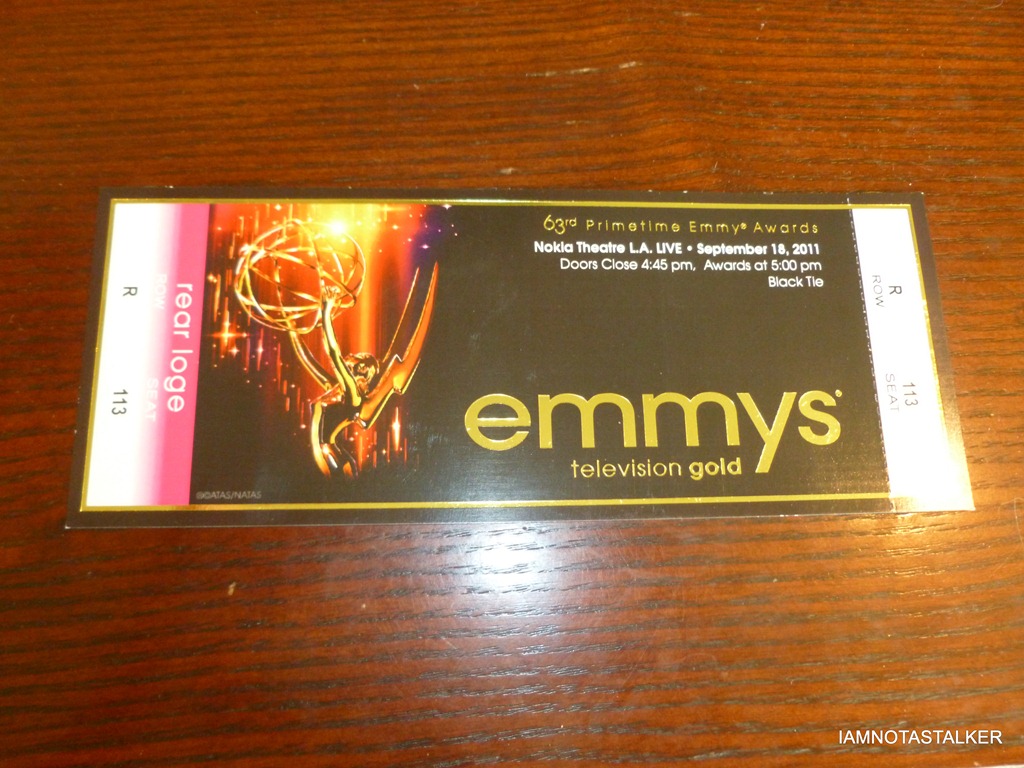 rear loge
ROW SEAT
R 113
63rd Primetime Emmy® Awards
Nokia Theatre L.A. LIVE • September 18, 2011
Doors Close 4:45 pm, Awards at 5:00 pm
Black Tie
emmys®
television gold
©ATAS/NATAS
R 113
ROW SEAT
IAMNOTASTALKER